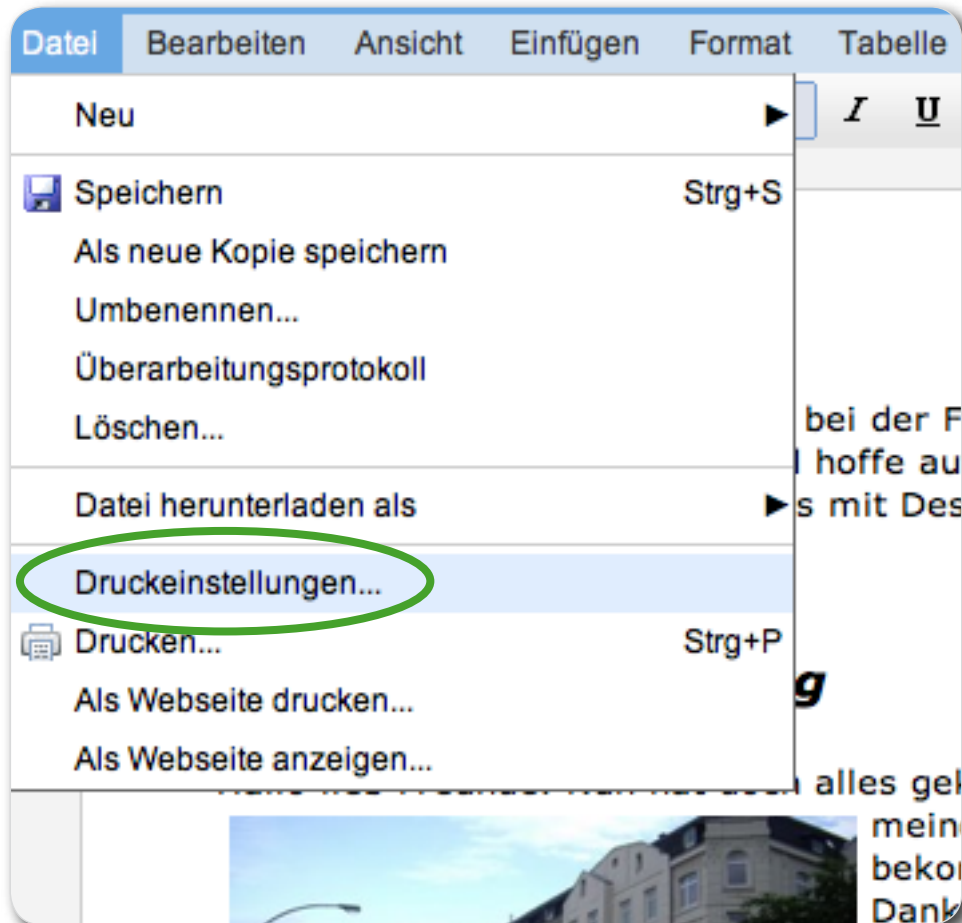 Datei Bearbeiten Ansicht Einfügen Format Tabelle
Neu
I U
Speichern Strg+S
Als neue Kopie speichern
Umbenennen...
Überarbeitungsprotokoll
Löschen...
bei der F
hoffe au
Datei herunterladen als
s mit Des
Druckeinstellungen...
Drucken... Strg+P
Als Webseite drucken...
g
Als Webseite anzeigen...
alles gek
mein
beko
Dank